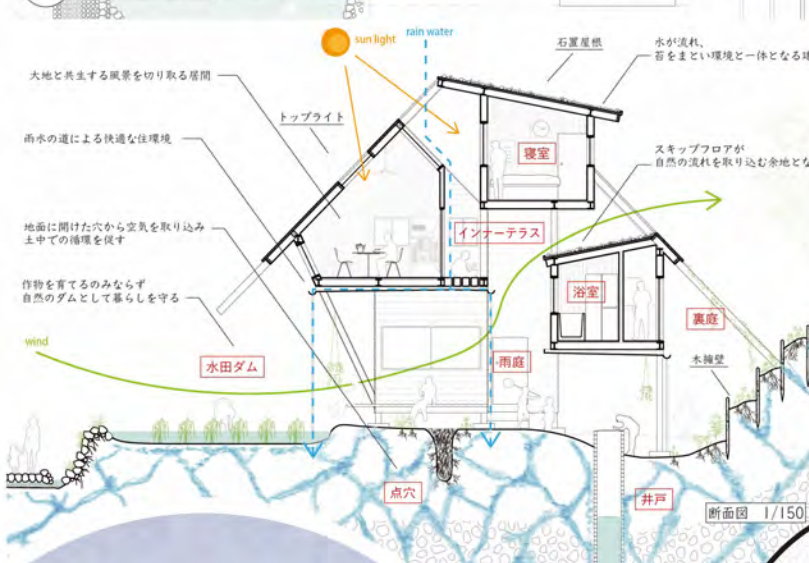 sun light
rain water
石置屋根
水が流れ、
苔をまとい環境と一体となる
大地と共生する風景を切り取る居間
トップライト
雨水の道による快適な住環境
寝室
スキップフロアが
自然の流れを取り込む余地と
地面に開けた穴から空気を取り込み
土中での循環を促す
インナーテラス
作物を育てるのみならず
自然のダムとして暮らしを守る
浴室
裏庭
wind
水田ダム
雨庭
木擁壁
点穴
井戸
断面図 1/150